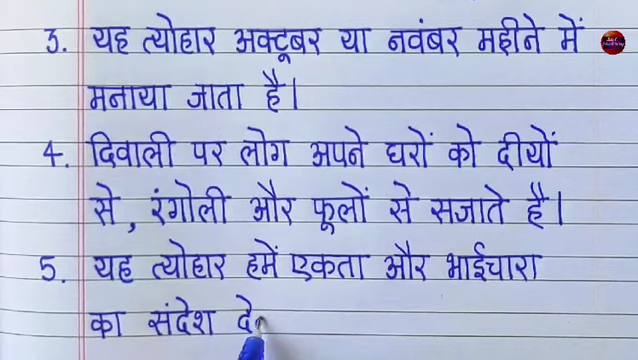 3. यह त्योहार अक्टूबर या नवंबर महीने में
मनाया जाता है।
4. दिवाली पर लोग अपने घरों को दीयों
से, रंगोली और फूलों से सजाते है।
5. यह त्योहार हमें एकता और भाईचारा
का संदेश दे